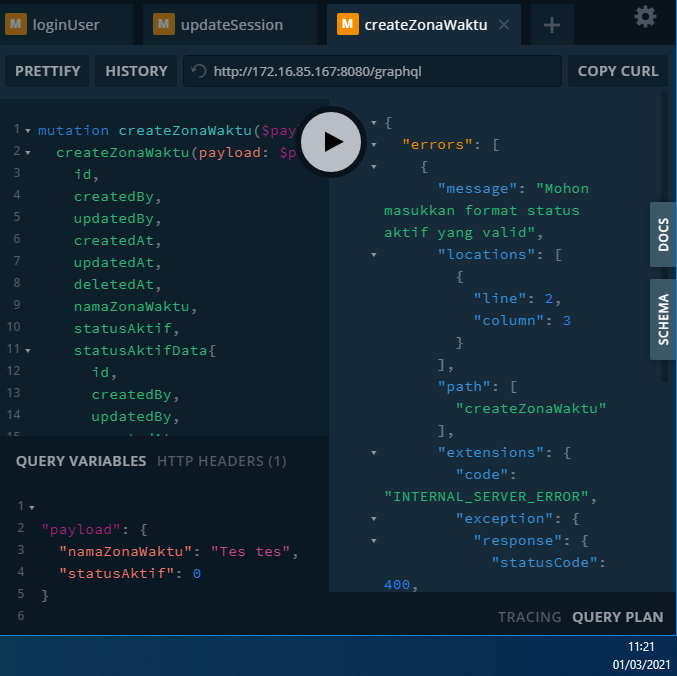 M loginUser
M updateSession
M createZonaWaktu
PRETTIFY
HISTORY
http://172.16.85.167:8080/graphql
COPY CURL
1 mutation createZonaWaktu($pay
2 createZonaWaktu(payload: $p
3 id,
4 createdBy,
5 updatedBy,
6 createdAt,
7 updatedAt,
8 deletedAt,
9 namaZonaWaktu,
10 statusAktif,
11 statusAktifData{
12 id,
13 createdBy,
14 updatedBy,
QUERY VARIABLES HTTP HEADERS (1)
1
2 "payload": {
3 "namaZonaWaktu": "Tes tes",
4 "statusAktif": 0
5 }
6
{
"errors": [
{
"message": "Mohon
masukkan format status
aktif yang valid",
"locations": [
{
"line": 2,
"column": 3
}
],
"path": [
"createZonaWaktu"
],
"extensions": {
"code":
"INTERNAL_SERVER_ERROR",
"exception": {
"response": {
"statusCode":
400,
DOCS
SCHEMA
TRACING QUERY PLAN
11:21
01/03/2021